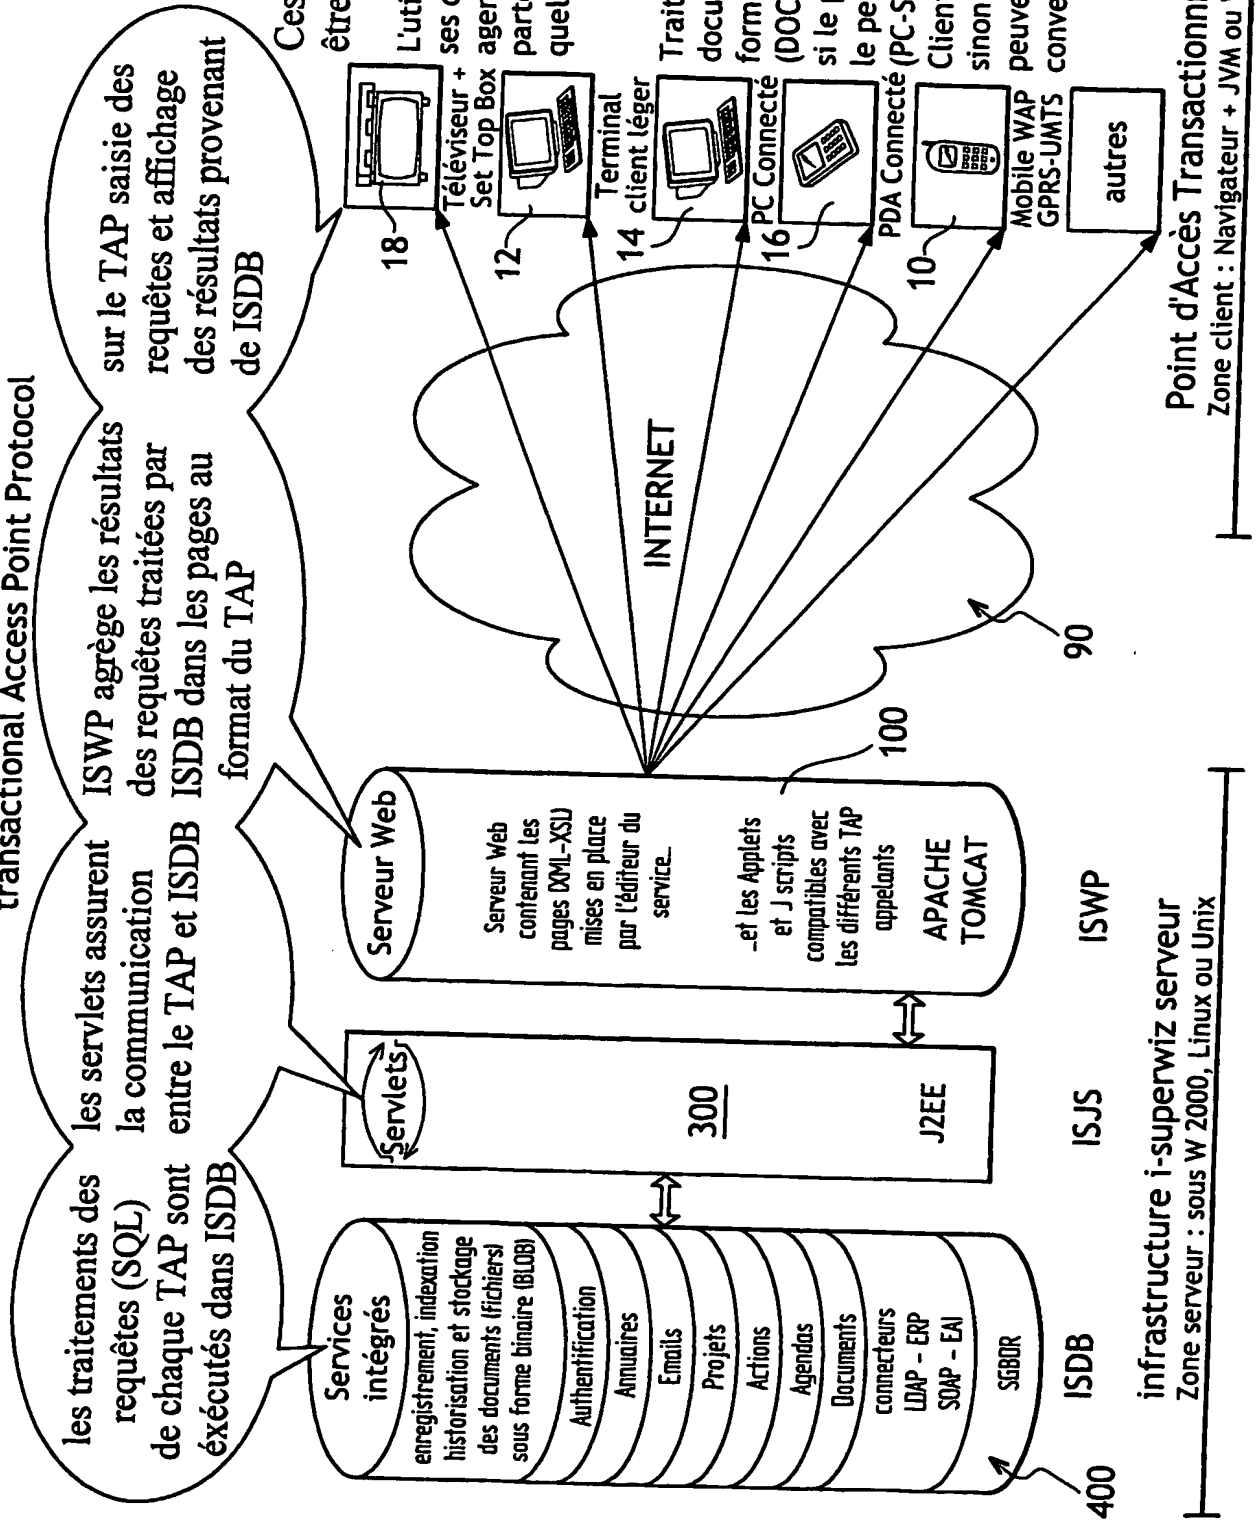 transactional Access Point Protocol
les traitements des
requêtes (SQL)
de chaque TAP sont
éxécutés dans ISDB
les servlets assurent
la communication
entre le TAP et ISDB
ISWP agrège les résultats
des requêtes traitées par
ISDB dans les pages au
format du TAP
sur le TAP saisie des
requêtes et affichage
des résultats provenant
de ISDB
Services
intégrés
enregistrement, indexation
historisation et stockage
des documents (fichiers)
sous forme binaire (BLOB)
Authentification
Annuaires
Emails
Projets
Actions
Agendas
Documents
connecteurs
LDAP - ERP
SOAP - EAI
SGBDR
400
ISDB
Servlets
300
J2EE
ISJS
Serveur Web
Serveur Web
contenant les
pages (XML-XSL)
mises en place
par l'éditeur du
service...
...et les Applets
et J scripts
compatibles avec
les différents TAP
appelants
APACHE
TOMCAT
100
ISWP
infrastructure i-superwiz serveur
Zone serveur : sous W 2000, Linux ou Unix
INTERNET
90
18
Téléviseur +
Set Top Box
12
Terminal
client léger
14
PC Connecté
16
PDA Connecté
10
Mobile WAP
GPRS-UMTS
autres
Ces
être
L'uti
ses
agen
part
quel
Trait
docu
form
(DOC
si le
le pe
(PC-S
Client
sinon
peuve
conve
Point d'Accès Transactionn
Zone client : Navigateur + JVM ou